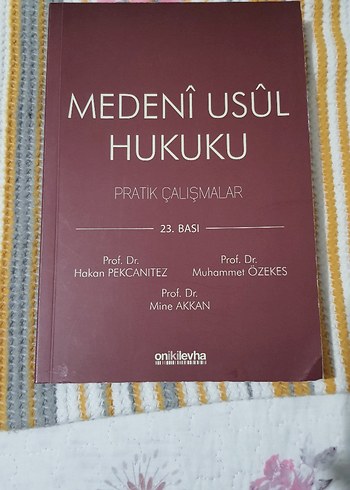 MEDENÎ USÛL
HUKUKU
PRATİK ÇALIŞMALAR
23. BASI
Prof. Dr.
Hakan PEKCANITEZ
Prof. Dr.
Muhammet ÖZEKES
Prof. Dr.
Mine AKKAN
onikilevha